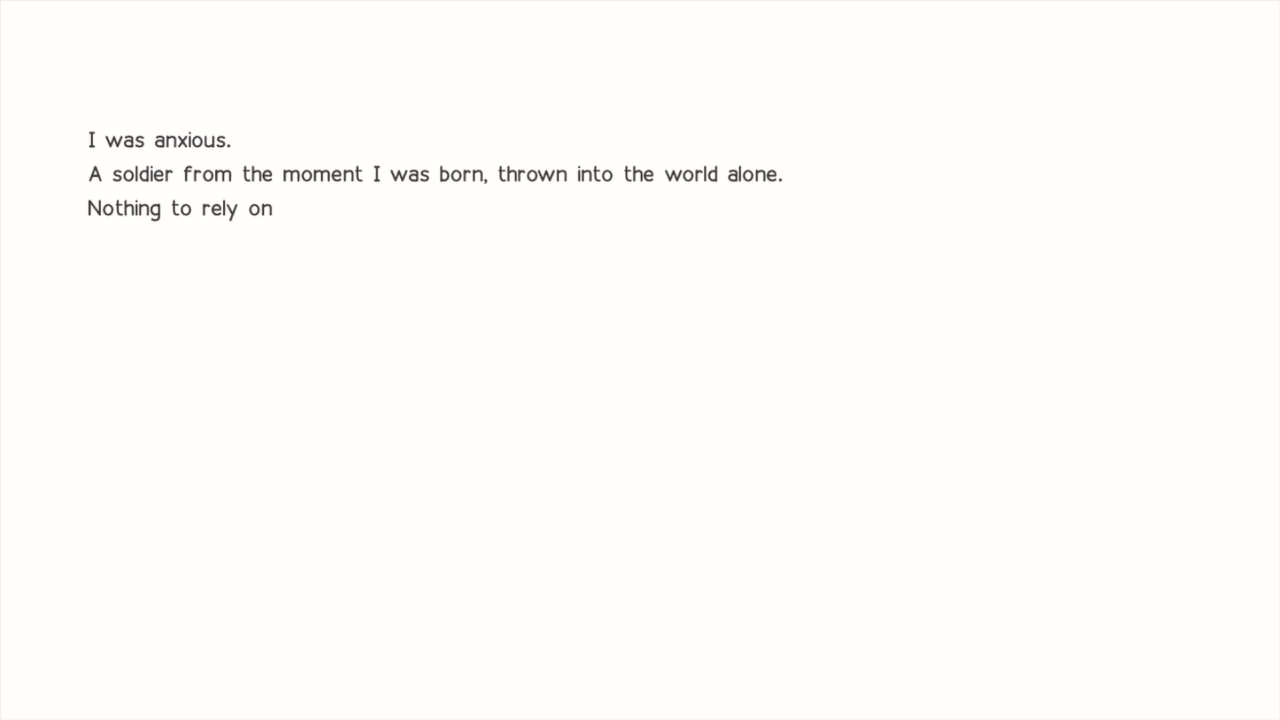 I was anxious.
A soldier from the moment I was born, thrown into the world alone.
Nothing to rely on